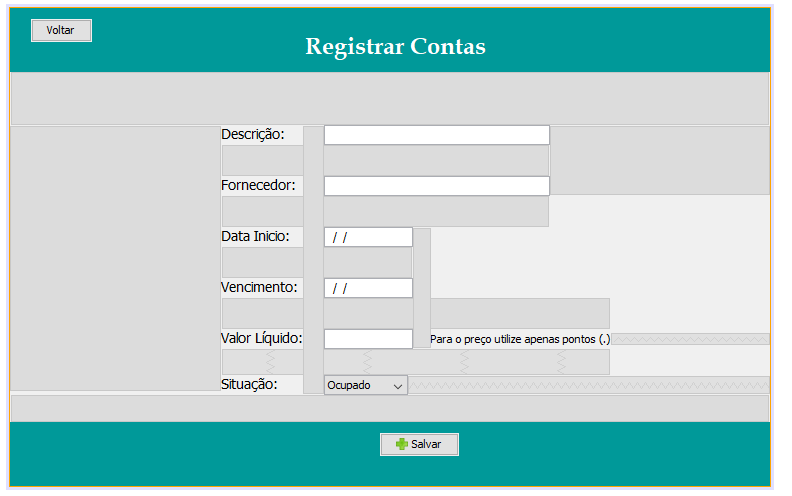 Voltar
Registrar Contas
Descrição:
Fornecedor:
Data Inicio: / /
Vencimento: / /
Valor Líquido: Para o preço utilize apenas pontos (.)
Situação: Ocupado
Salvar